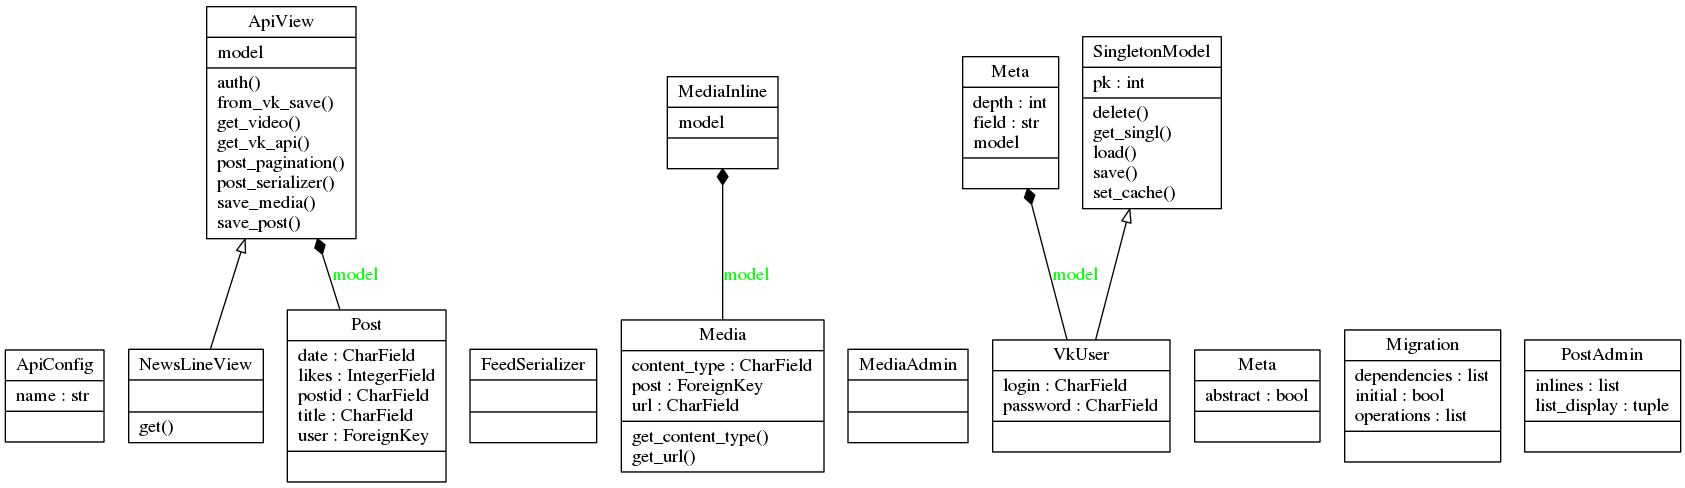 ApiView
model
auth()
from_vk_save()
get_video()
get_vk_api()
post_pagination()
post_serializer()
save_media()
save_post()
MediaInline
model
Meta
depth : int
field : str
model
SingletonModel
pk : int
delete()
get_singl()
load()
save()
set_cache()
model
model
model
ApiConfig
name : str
NewsLineView
get()
Post
date : CharField
likes : IntegerField
postid : CharField
title : CharField
user : ForeignKey
FeedSerializer
Media
content_type : CharField
post : ForeignKey
url : CharField
get_content_type()
get_url()
MediaAdmin
VkUser
login : CharField
password : CharField
Meta
abstract : bool
Migration
dependencies : list
initial : bool
operations : list
PostAdmin
inlines : list
list_display : tuple